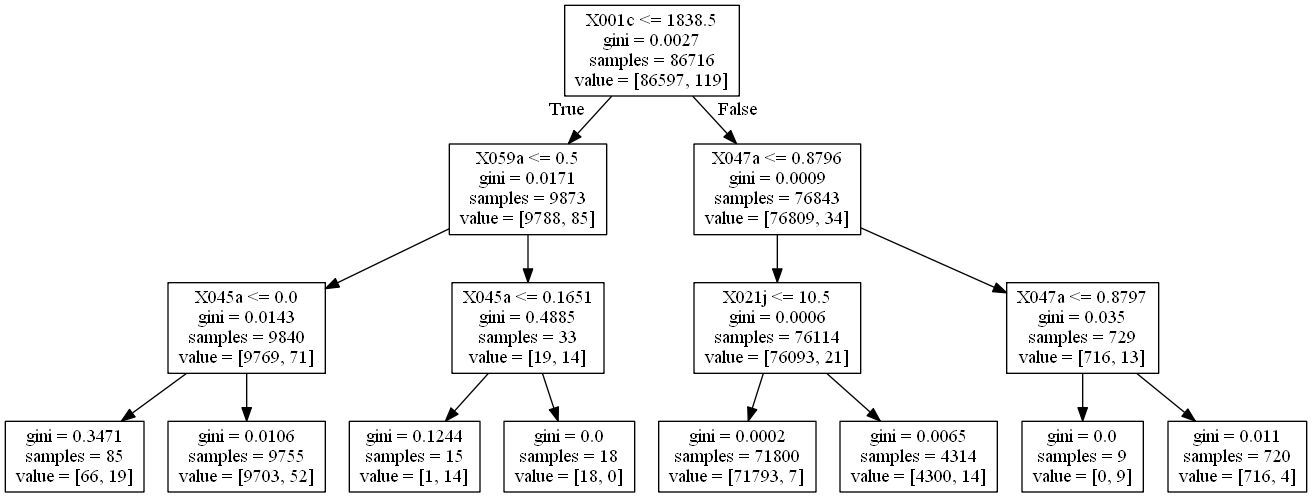 X001c <= 1838.5
gini = 0.0027
samples = 86716
value = [86597, 119]
True
False
X059a <= 0.5
gini = 0.0171
samples = 9873
value = [9788, 85]
X047a <= 0.8796
gini = 0.0009
samples = 76843
value = [76809, 34]
X045a <= 0.0
gini = 0.0143
samples = 9840
value = [9769, 71]
X045a <= 0.1651
gini = 0.4885
samples = 33
value = [19, 14]
X021j <= 10.5
gini = 0.0006
samples = 76114
value = [76093, 21]
X047a <= 0.8797
gini = 0.035
samples = 729
value = [716, 13]
gini = 0.3471
samples = 85
value = [66, 19]
gini = 0.0106
samples = 9755
value = [9703, 52]
gini = 0.1244
samples = 15
value = [1, 14]
gini = 0.0
samples = 18
value = [18, 0]
gini = 0.0002
samples = 71800
value = [71793, 7]
gini = 0.0065
samples = 4314
value = [4300, 14]
gini = 0.0
samples = 9
value = [0, 9]
gini = 0.011
samples = 720
value = [716, 4]